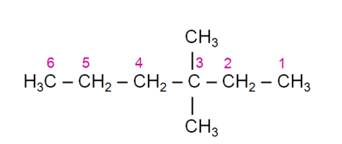 CH₃
6 5 4 3 2 1
H₃C – CH₂ – CH₂ – C – CH₂ – CH₃
CH₃